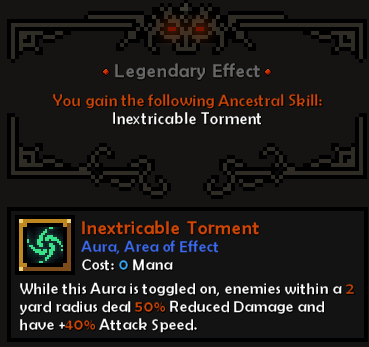 • Legendary Effect •
You gain the following Ancestral Skill:
Inextricable Torment
Inextricable Torment
Aura, Area of Effect
Cost: 0 Mana
While this Aura is toggled on, enemies within a 2
yard radius deal 50% Reduced Damage and
have +40% Attack Speed.